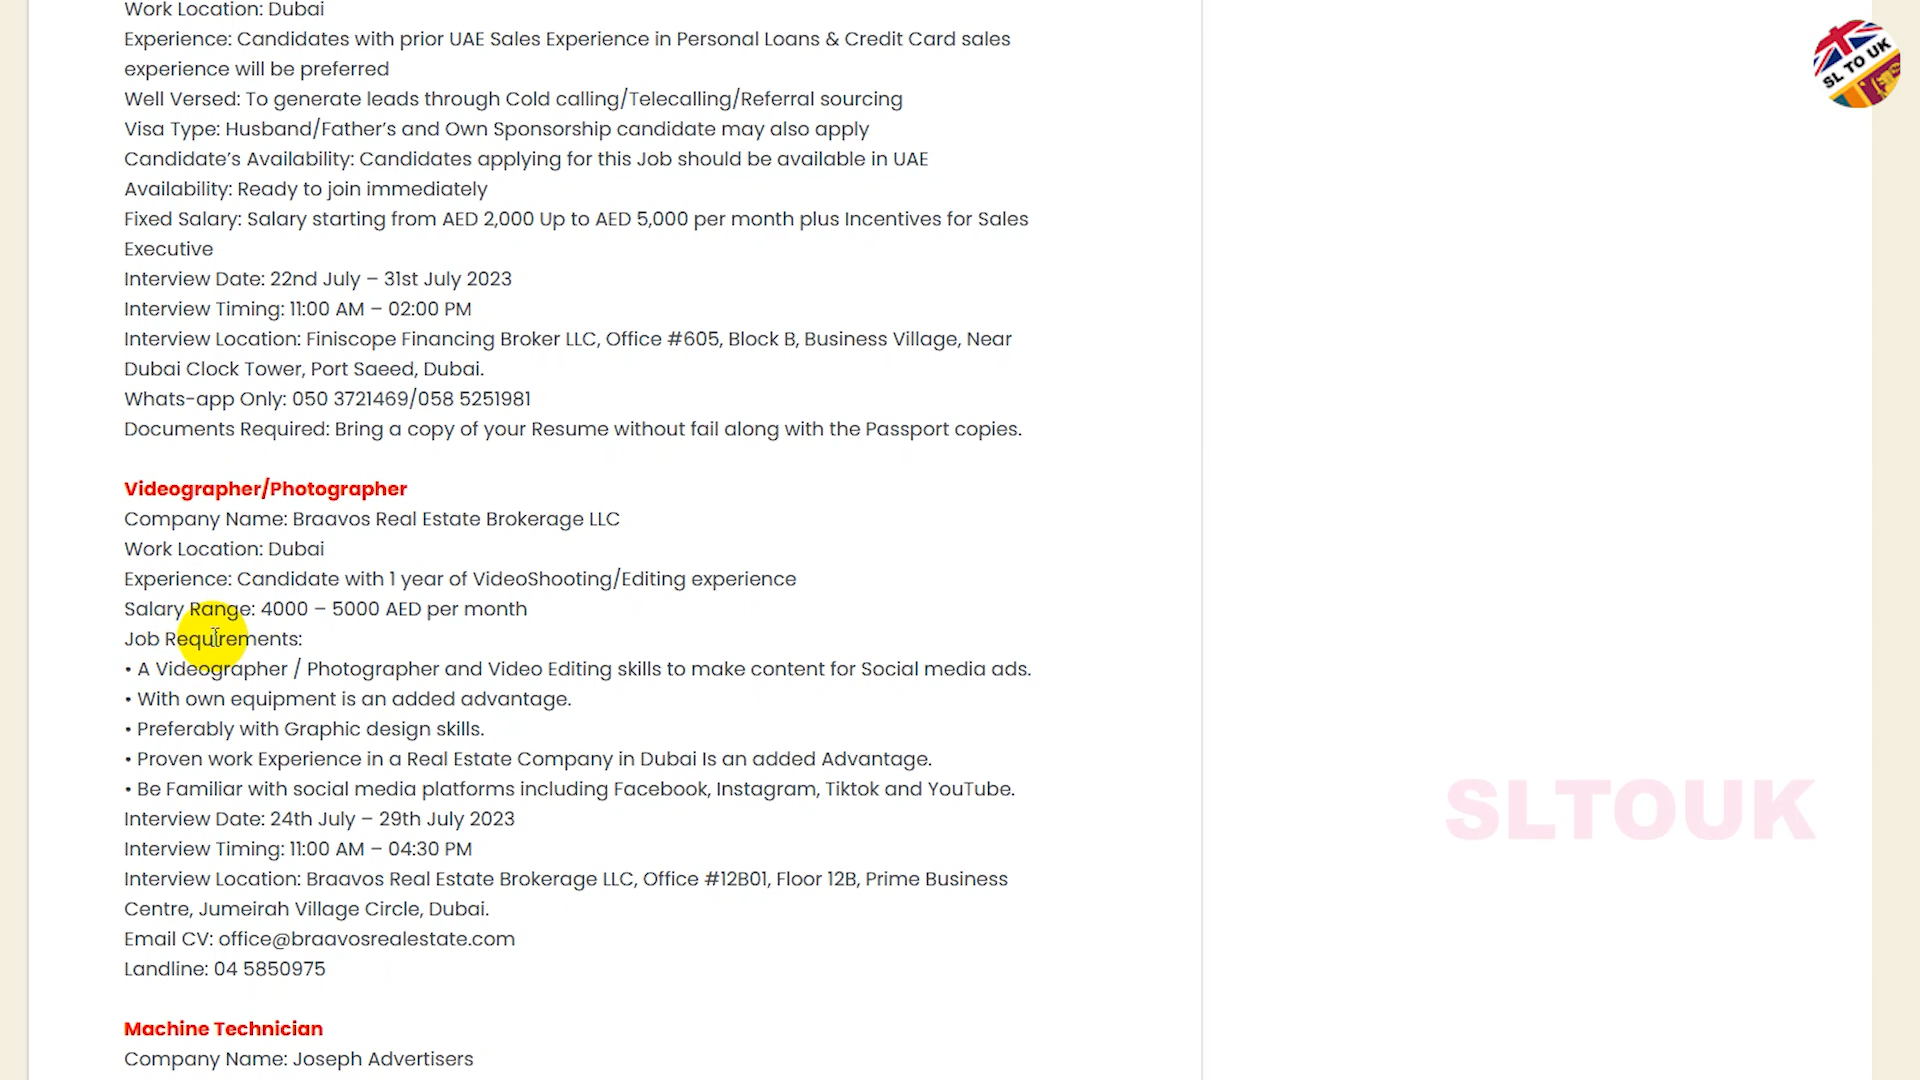 Work Location: Dubai
Experience: Candidates with prior UAE Sales Experience in Personal Loans & Credit Card sales
experience will be preferred
Well Versed: To generate leads through Cold calling/Telecalling/Referral sourcing
Visa Type: Husband/Father’s and Own Sponsorship candidate may also apply
Candidate’s Availability: Candidates applying for this Job should be available in UAE
Availability: Ready to join immediately
Fixed Salary: Salary starting from AED 2,000 Up to AED 5,000 per month plus Incentives for Sales
Executive
Interview Date: 22nd July – 31st July 2023
Interview Timing: 11:00 AM – 02:00 PM
Interview Location: Finiscope Financing Broker LLC, Office #605, Block B, Business Village, Near
Dubai Clock Tower, Port Saeed, Dubai.
Whats-app Only: 050 3721469/058 5251981
Documents Required: Bring a copy of your Resume without fail along with the Passport copies.
Videographer/Photographer
Company Name: Braavos Real Estate Brokerage LLC
Work Location: Dubai
Experience: Candidate with 1 year of VideoShooting/Editing experience
Salary Range: 4000 – 5000 AED per month
Job Requirements:
• A Videographer / Photographer and Video Editing skills to make content for Social media ads.
• With own equipment is an added advantage.
• Preferably with Graphic design skills.
• Proven work Experience in a Real Estate Company in Dubai Is an added Advantage.
• Be Familiar with social media platforms including Facebook, Instagram, Tiktok and YouTube.
Interview Date: 24th July – 29th July 2023
Interview Timing: 11:00 AM – 04:30 PM
Interview Location: Braavos Real Estate Brokerage LLC, Office #12B01, Floor 12B, Prime Business
Centre, Jumeirah Village Circle, Dubai.
Email CV: office@braavosrealestate.com
Landline: 04 5850975
Machine Technician
Company Name: Joseph Advertisers
SL TO UK
SLTOUK